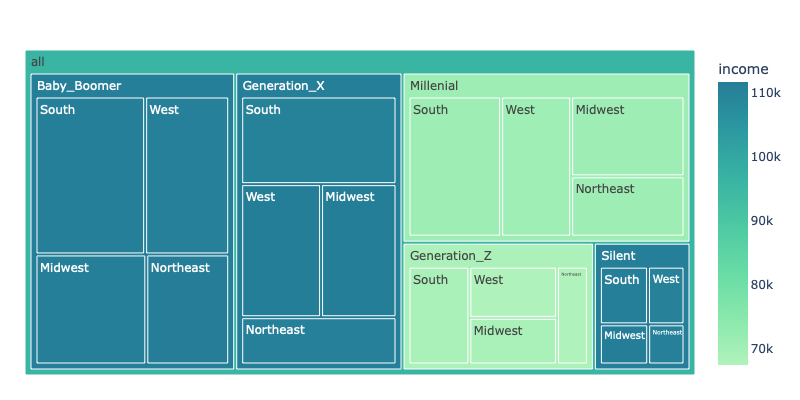 all
Baby_Boomer
South
West
Midwest
Northeast
Generation_X
South
West
Midwest
Northeast
Millenial
South
West
Midwest
Northeast
Generation_Z
South
West
Midwest
Northeast
Silent
South
West
Midwest
Northeast
income
110k
100k
90k
80k
70k